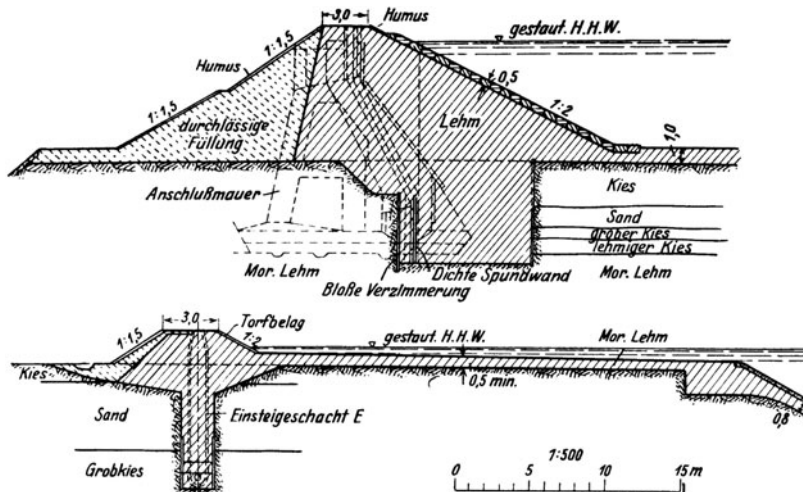 3,0
Humus
gestaut. H.H.W.
1:1,5
Humus
0,5
1:2
1:1,5
Lehm
durchlässige
Füllung
1,0
Kies
Anschlußmauer
Sand
grober Kies
lehmiger Kies
Mor. Lehm
Dichte Spundwand
Mor. Lehm
Bloße Verzimmerung
3,0
Torfbelag
1:1,5
1:2
gestaut. H.H.W.
Mor. Lehm
Kies
0,5 min.
Sand
Einsteigeschacht E
0,8
1:500
Grobkies
0 5 10 15 m